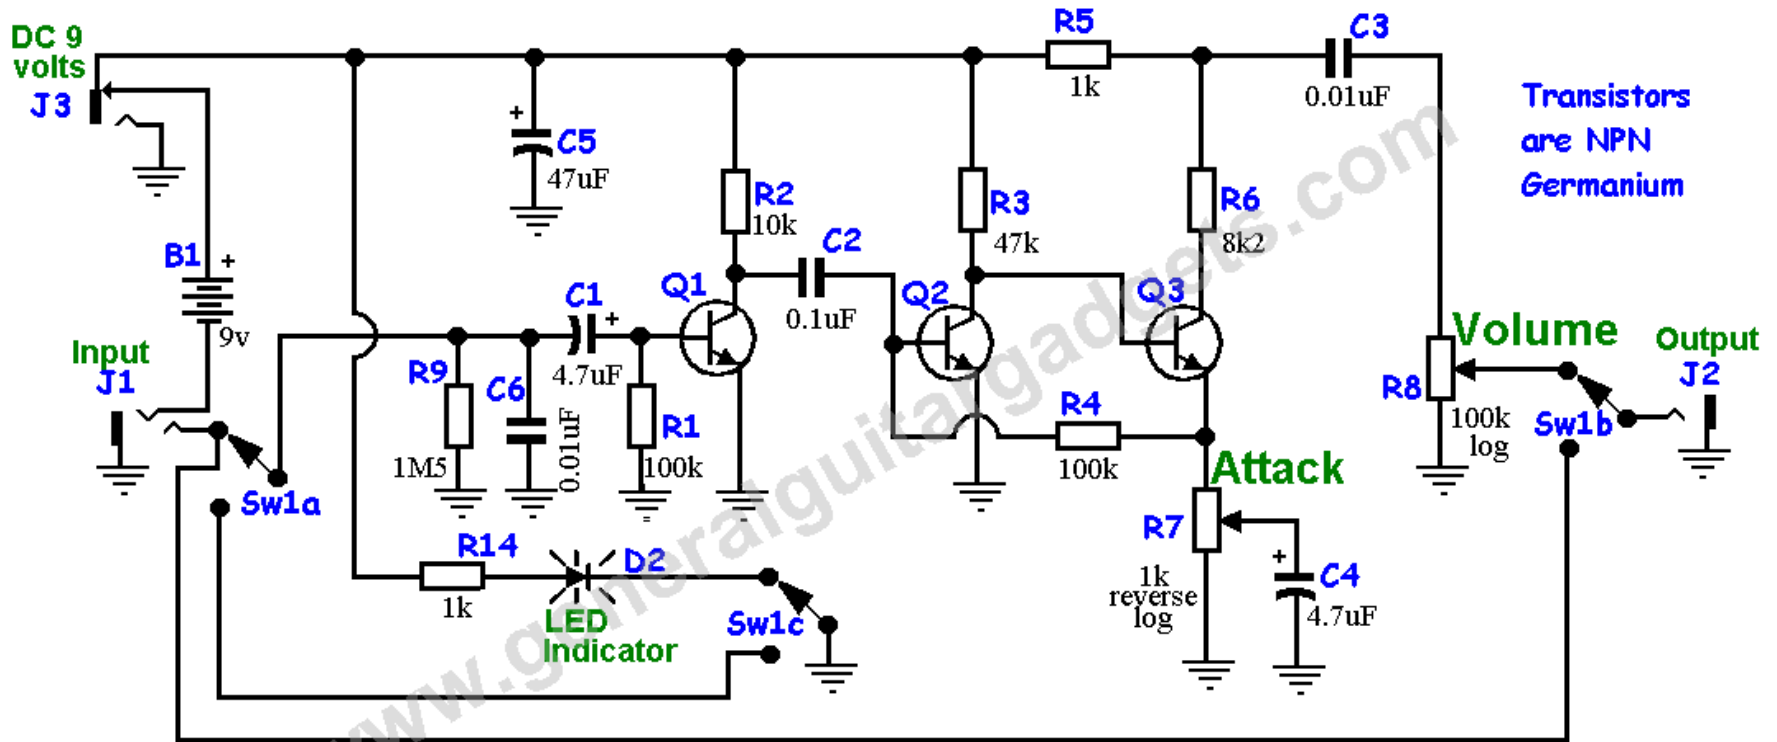 DC 9
volts
J3
R5
1k
C3
0.01uF
Transistors
are NPN
Germanium
+
C5
47uF
R2
10k
R3
47k
R6
8k2
B1
+
9v
C2
0.1uF
Q1
Q2
Q3
C1
+
4.7uF
Input
J1
R9
1M5
C6
0.01uF
R1
100k
R4
100k
Volume
R8
100k
log
Output
J2
Sw1b
Sw1a
Attack
R7
1k
reverse
log
+
C4
4.7uF
R14
1k
D2
LED
Indicator
Sw1c
www.generalguitargadgets.com